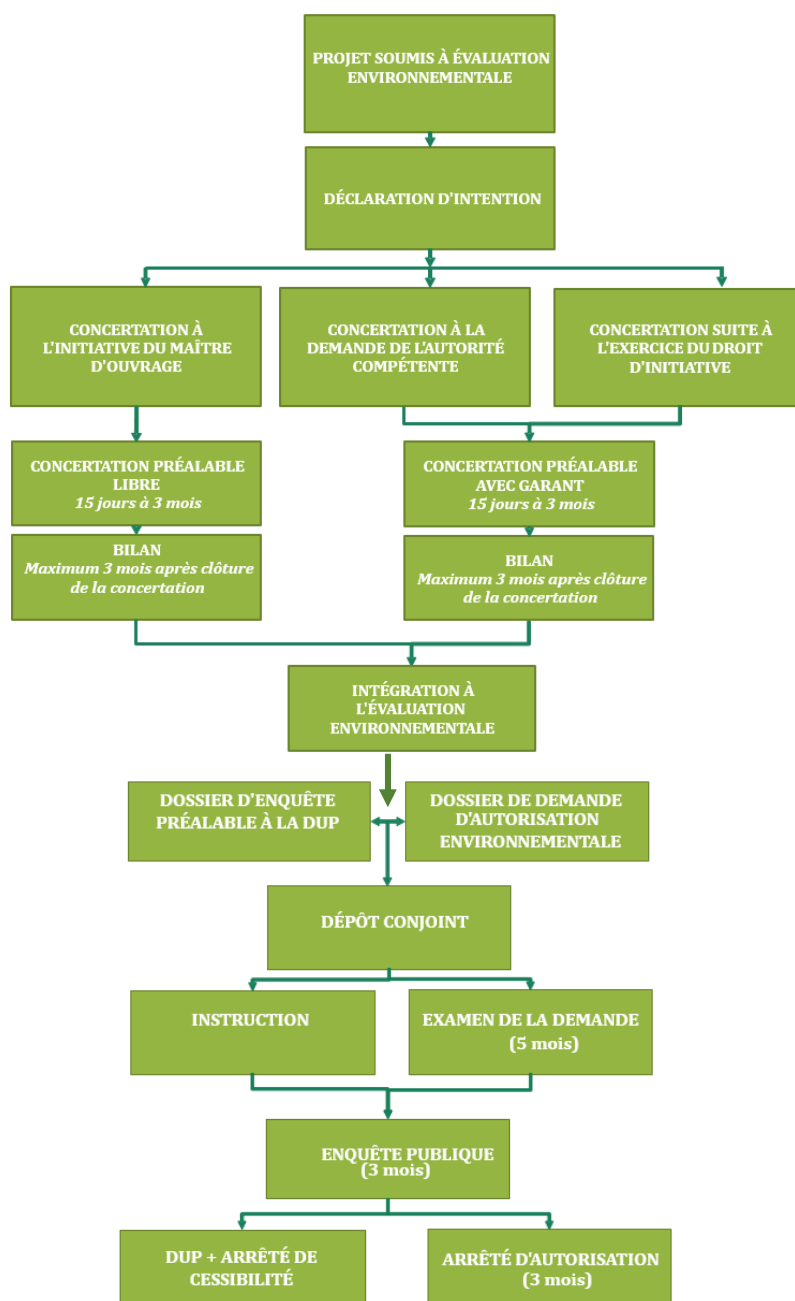 PROJET SOUMIS À ÉVALUATION
ENVIRONNEMENTALE
DÉCLARATION D'INTENTION
CONCERTATION À
L'INITIATIVE DU MAÎTRE
D'OUVRAGE
CONCERTATION À LA
DEMANDE DE L'AUTORITÉ
COMPÉTENTE
CONCERTATION SUITE À
L'EXERCICE DU DROIT
D'INITIATIVE
CONCERTATION PRÉALABLE
LIBRE
15 jours à 3 mois
CONCERTATION PRÉALABLE
AVEC GARANT
15 jours à 3 mois
BILAN
Maximum 3 mois après clôture
de la concertation
BILAN
Maximum 3 mois après clôture
de la concertation
INTÉGRATION À
L'ÉVALUATION
ENVIRONNEMENTALE
DOSSIER D'ENQUÊTE
PRÉALABLE À LA DUP
DOSSIER DE DEMANDE
D'AUTORISATION
ENVIRONNEMENTALE
DÉPÔT CONJOINT
INSTRUCTION
EXAMEN DE LA DEMANDE
(5 mois)
ENQUÊTE PUBLIQUE
(3 mois)
DUP + ARRÊTÉ DE
CESSIBILITÉ
ARRÊTÉ D'AUTORISATION
(3 mois)